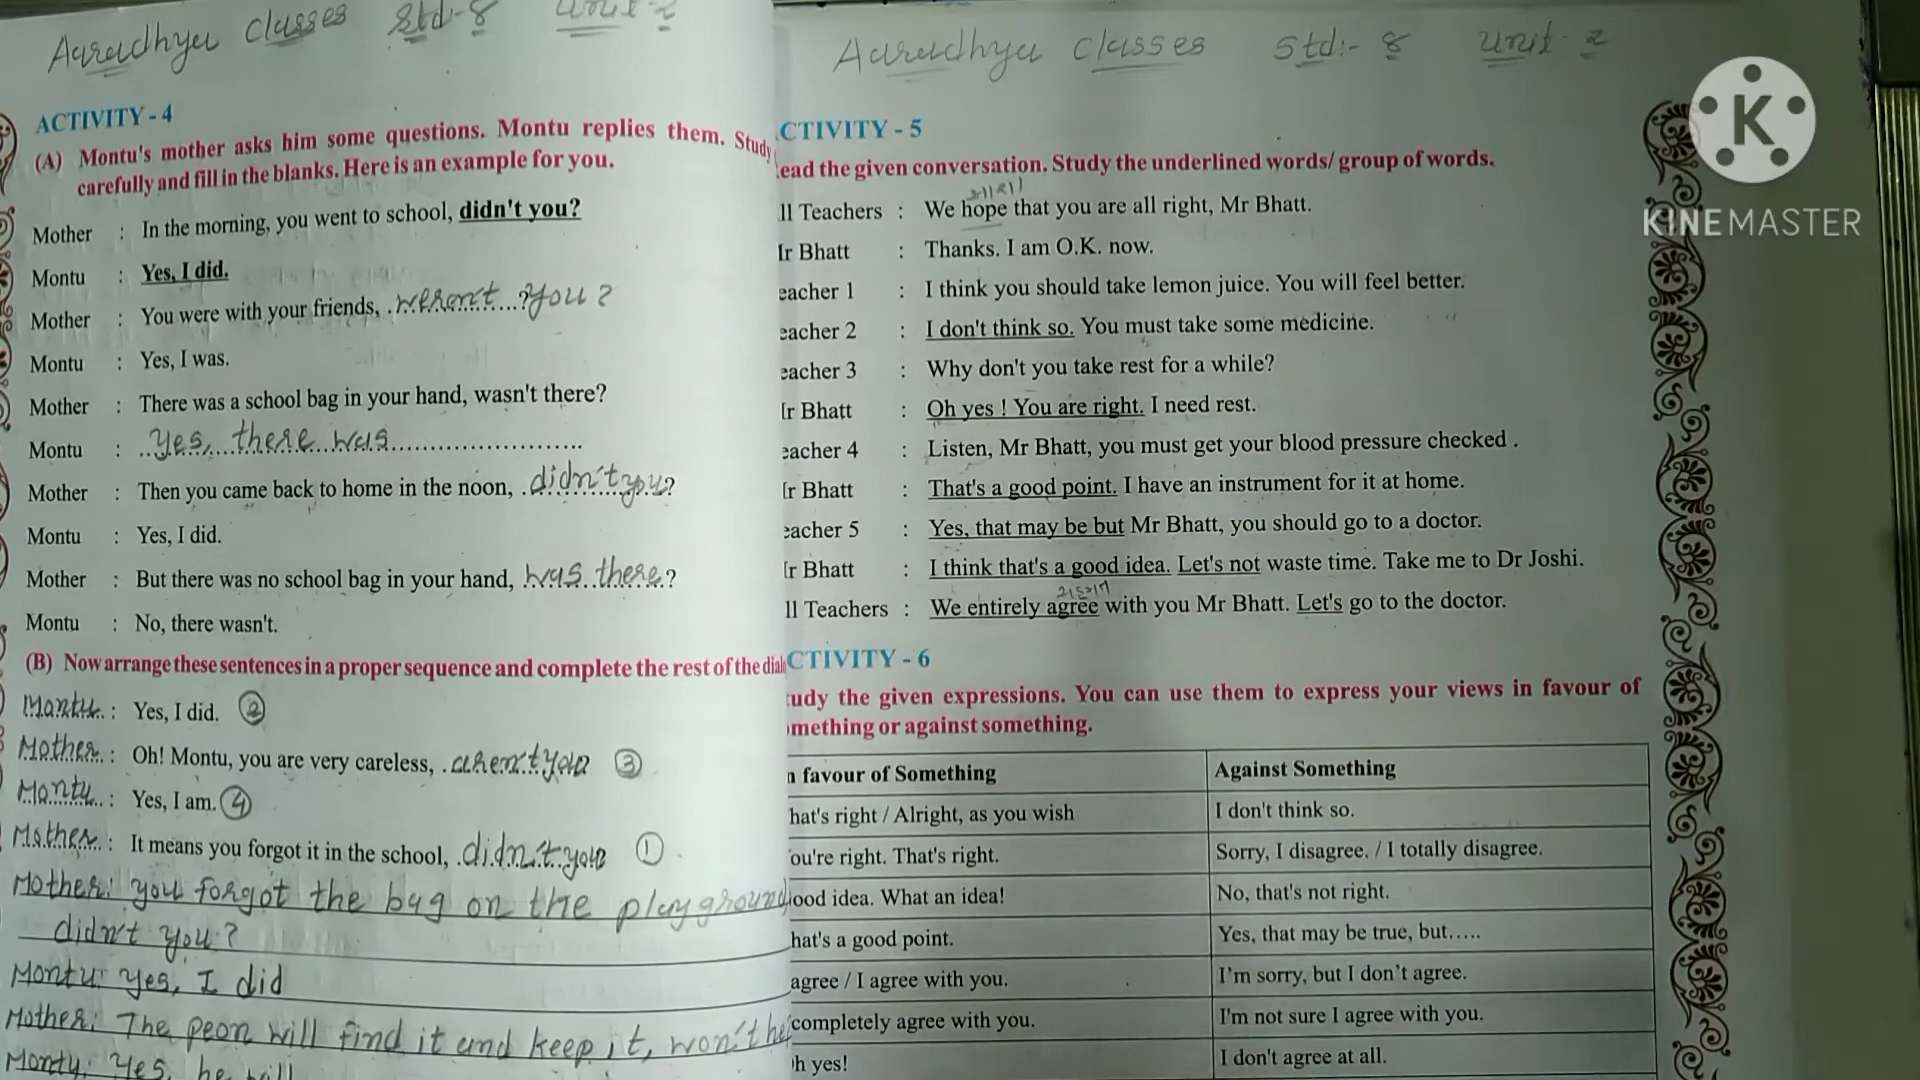 Aaradhya Classes Std:- 8 Unit-2
ACTIVITY - 4
(A) Montu's mother asks him some questions. Montu replies them. Study
carefully and fill in the blanks. Here is an example for you.
Mother : In the morning, you went to school, didn't you?
Montu : Yes, I did.
Mother : You were with your friends, weren't ? you ?
Montu : Yes, I was.
Mother : There was a school bag in your hand, wasn't there?
Montu : Yes, there was
Mother : Then you came back to home in the noon, didn't you?
Montu : Yes, I did.
Mother : But there was no school bag in your hand, was there?
Montu : No, there wasn't.
(B) Now arrange these sentences in a proper sequence and complete the rest of the dial
Montu : Yes, I did. 2
Mother : Oh! Montu, you are very careless, aren't you 3
Montu : Yes, I am. 4
Mother : It means you forgot it in the school, didn't you 1
Mother: you forgot the bag on the playground,
didn't you ?
Montu: yes, I did
Mother: The peon will find it and keep it, won't he
Montu: Yes, he will
Aaradhya Classes Std:- 8 Unit - 2
CTIVITY - 5
ead the given conversation. Study the underlined words/ group of words.
ll Teachers : We hope that you are all right, Mr Bhatt.
r Bhatt : Thanks. I am O.K. now.
eacher 1 : I think you should take lemon juice. You will feel better.
eacher 2 : I don't think so. You must take some medicine.
eacher 3 : Why don't you take rest for a while?
r Bhatt : Oh yes ! You are right. I need rest.
eacher 4 : Listen, Mr Bhatt, you must get your blood pressure checked .
r Bhatt : That's a good point. I have an instrument for it at home.
eacher 5 : Yes, that may be but Mr Bhatt, you should go to a doctor.
r Bhatt : I think that's a good idea. Let's not waste time. Take me to Dr Joshi.
ll Teachers : We entirely agree with you Mr Bhatt. Let's go to the doctor.
CTIVITY - 6
tudy the given expressions. You can use them to express your views in favour of
mething or against something.
n favour of Something Against Something
hat's right / Alright, as you wish I don't think so.
ou're right. That's right. Sorry, I disagree. / I totally disagree.
ood idea. What an idea! No, that's not right.
hat's a good point. Yes, that may be true, but.....
agree / I agree with you. I'm sorry, but I don't agree.
completely agree with you. I'm not sure I agree with you.
h yes! I don't agree at all.
K
KINEMASTER